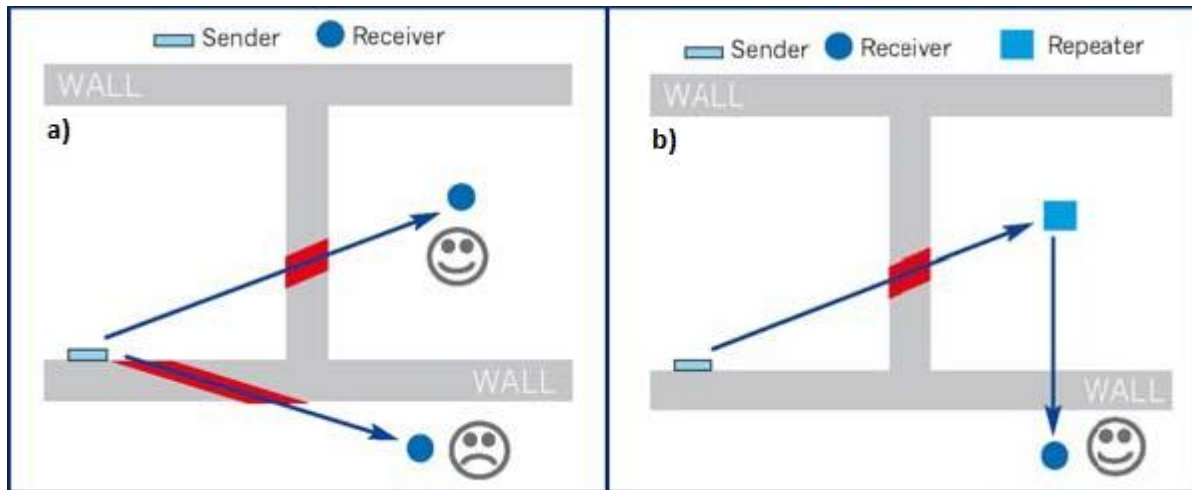 Sender Receiver
WALL
a)
WALL
Sender Receiver Repeater
WALL
b)
WALL